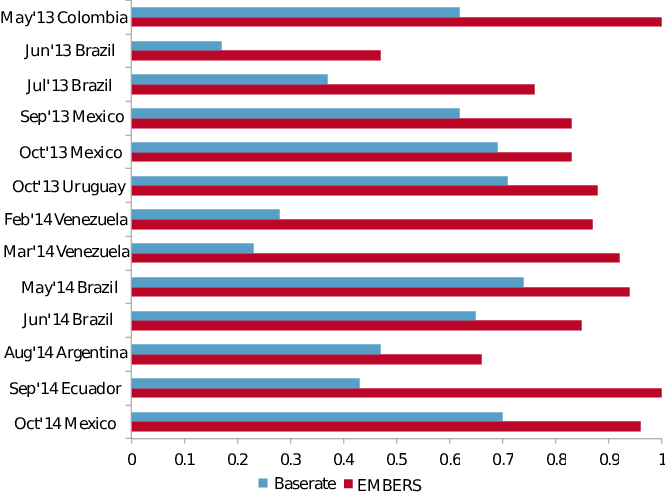 May'13 Colombia
Jun'13 Brazil
Jul'13 Brazil
Sep'13 Mexico
Oct'13 Mexico
Oct'13 Uruguay
Feb'14 Venezuela
Mar'14 Venezuela
May'14 Brazil
Jun'14 Brazil
Aug'14 Argentina
Sep'14 Ecuador
Oct'14 Mexico
0 0.1 0.2 0.3 0.4 0.5 0.6 0.7 0.8 0.9 1
Baserate EMBERS